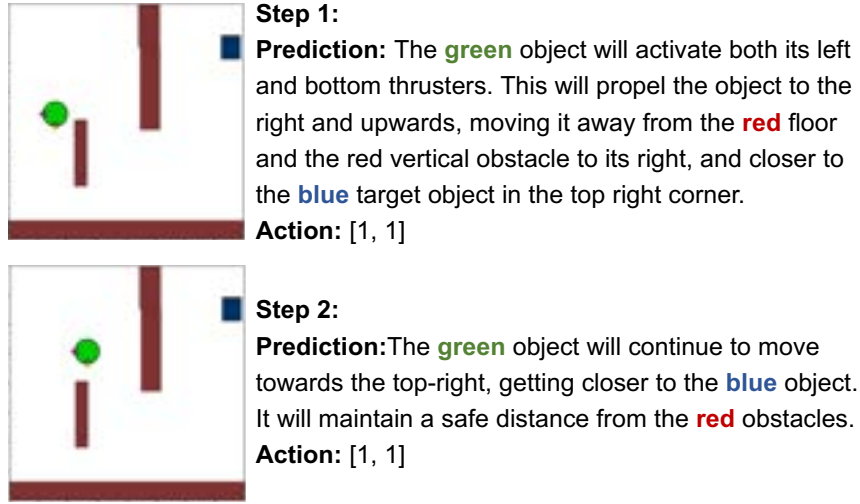 Step 1:
Prediction: The green object will activate both its left
and bottom thrusters. This will propel the object to the
right and upwards, moving it away from the red floor
and the red vertical obstacle to its right, and closer to
the blue target object in the top right corner.
Action: [1, 1]
Step 2:
Prediction:The green object will continue to move
towards the top-right, getting closer to the blue object.
It will maintain a safe distance from the red obstacles.
Action: [1, 1]